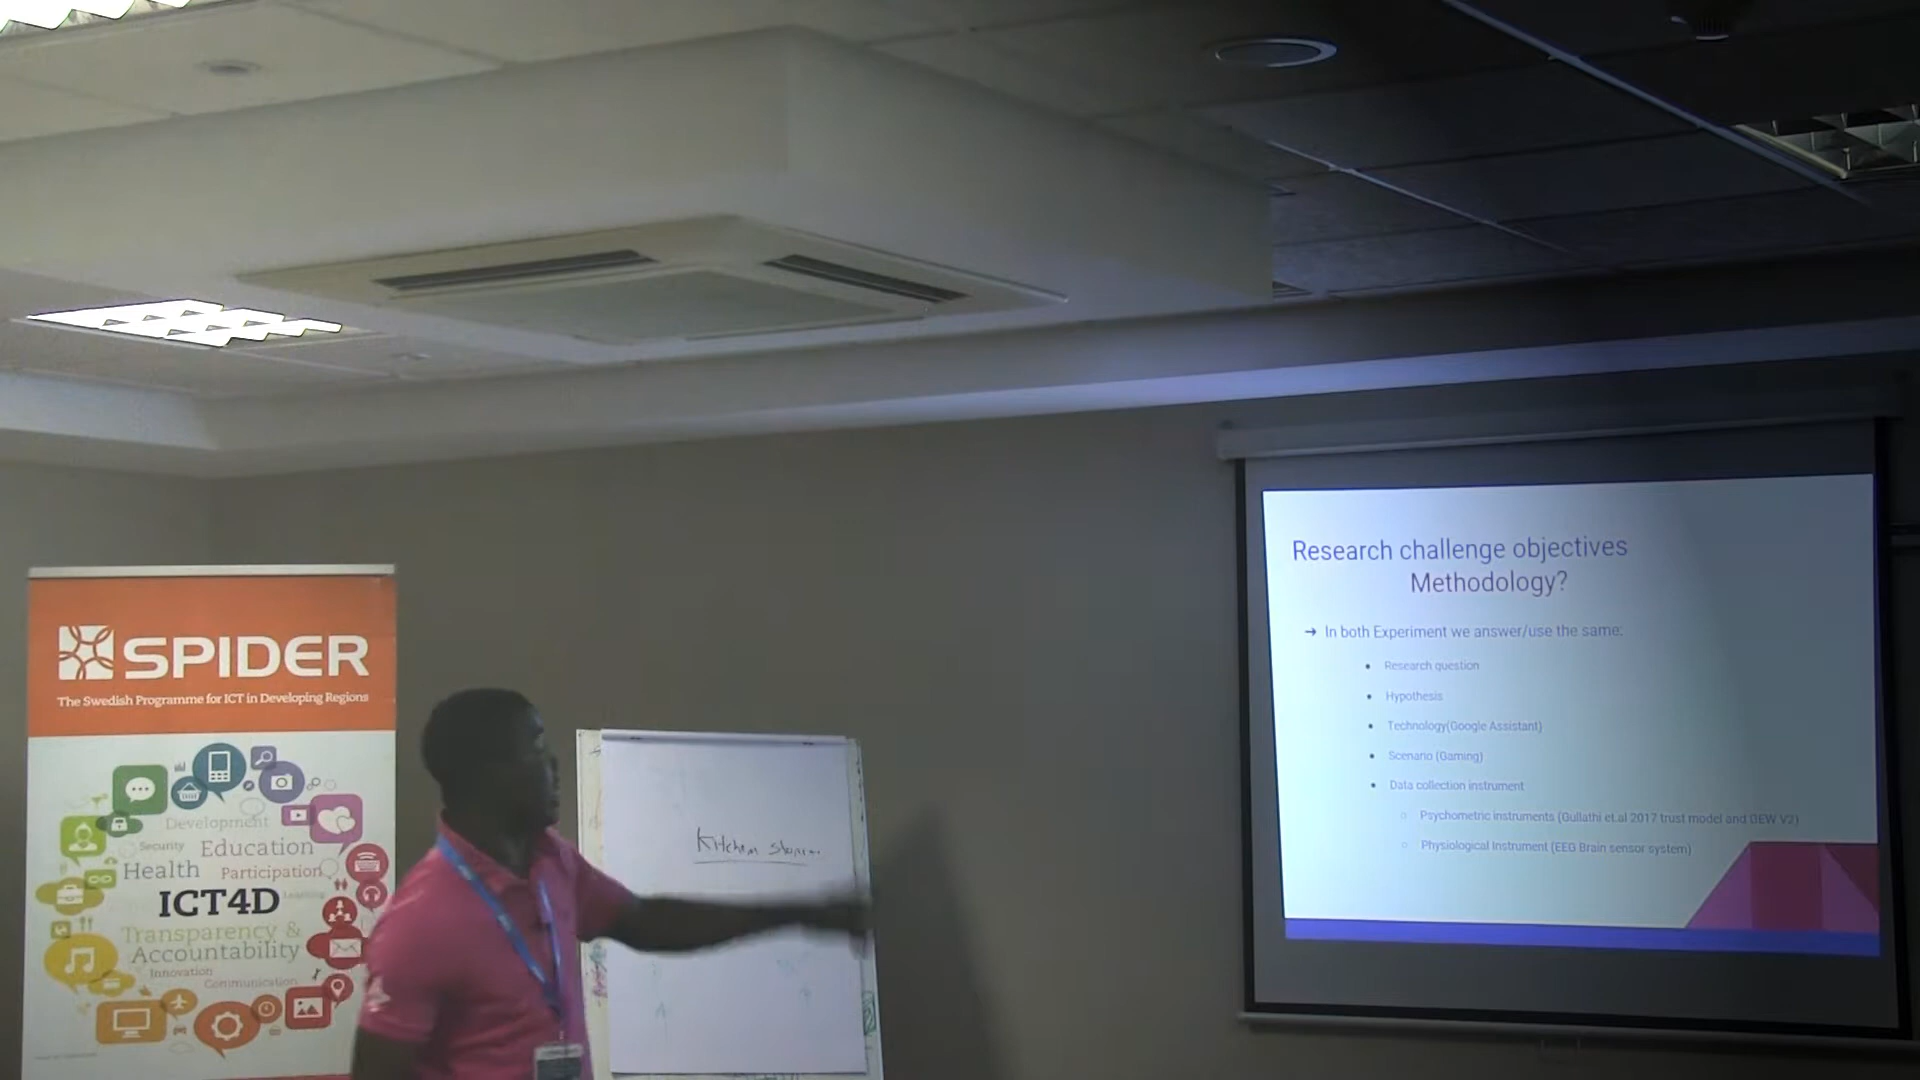 SPIDER
The Swedish Programme for ICT in Developing Regions
Development
Security
Education
Health
Participation
Learning
ICT4D
Transparency &
Accountability
Innovation
Communication
Kitchen
Research challenge objectives
Methodology?
➔ In both Experiment we answer/use the same:
• Research question
• Hypothesis
• Technology(Google Assistant)
• Scenario (Gaming)
• Data collection instrument
○ Psychometric instruments (Gullathi et.al 2017 trust model and GEW V2)
○ Physiological Instrument (EEG Brain sensor system)